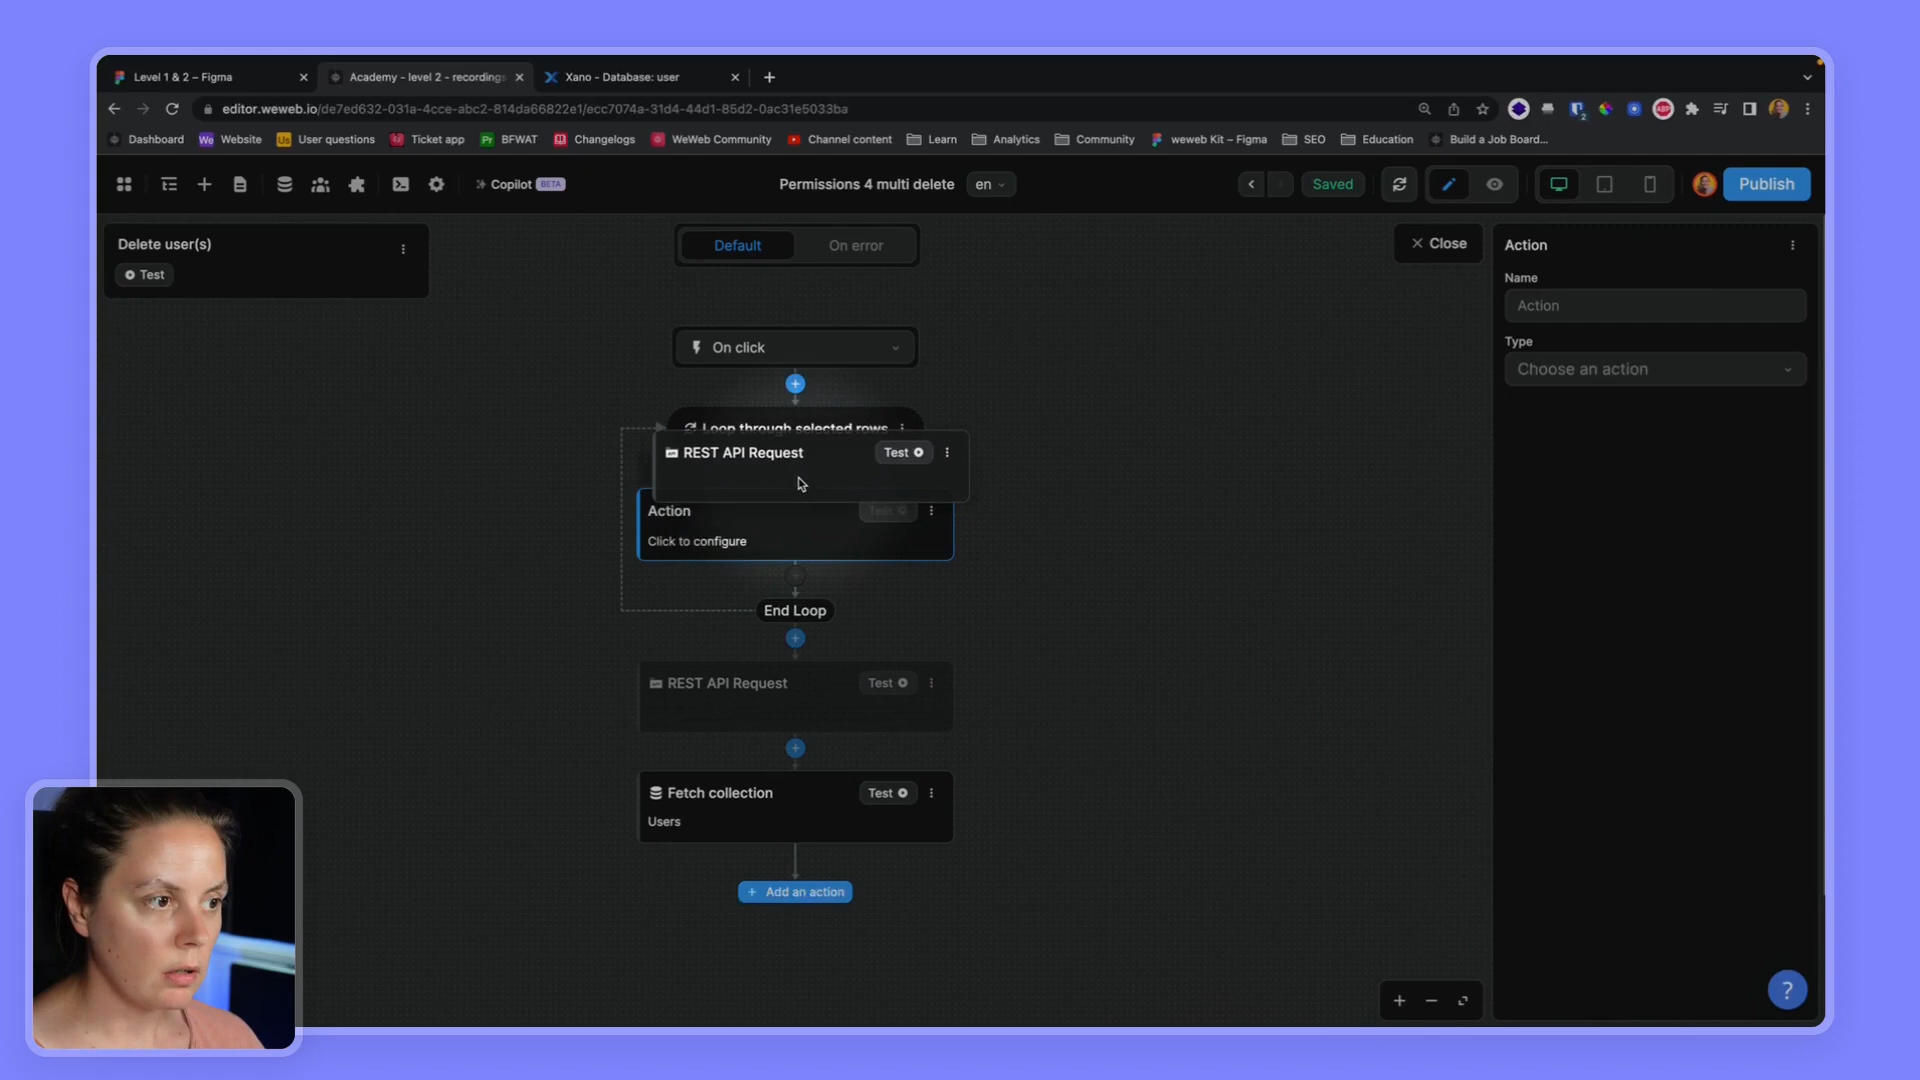 Level 1 & 2 – Figma
Academy - level 2 - recordings
Xano - Database: user
editor.weweb.io/de7ed632-031a-4cce-abc2-814da66822e1/ecc7074a-31d4-44d1-85d2-0ac31e5033ba
Dashboard
We Website
Us User questions
Ticket app
Pr BFWAT
Changelogs
WeWeb Community
Channel content
Learn
Analytics
Community
weweb Kit – Figma
SEO
Education
Build a Job Board...
Copilot BETA
Permissions 4 multi delete
en
Saved
Publish
Delete user(s)
Test
Default
On error
Close
Action
Name
Action
Type
Choose an action
On click
Loop through selected rows
REST API Request
Test
Action
Test
Click to configure
End Loop
REST API Request
Test
Fetch collection
Test
Users
+ Add an action
?